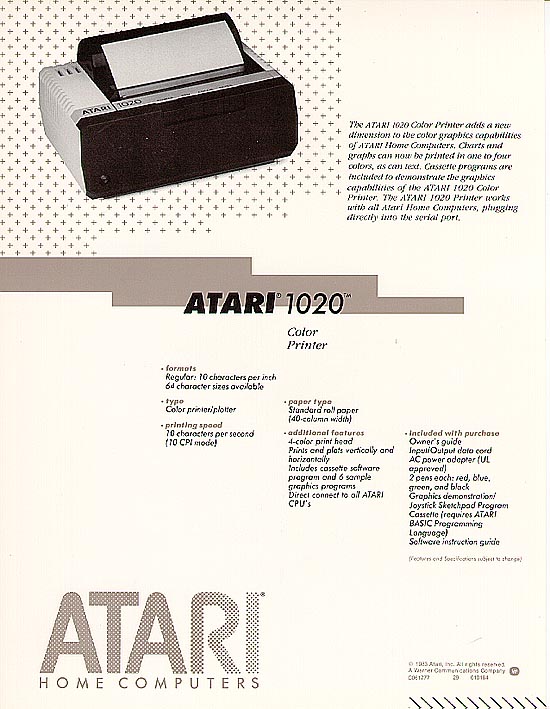 ATARI 1020
The ATARI 1020 Color Printer adds a new
dimension to the color graphics capabilities
of ATARI Home Computers. Charts and
graphs can now be printed in one to four
colors, as can text. Cassette programs are
included to demonstrate the graphics
capabilities of the ATARI 1020 Color
Printer. The ATARI 1020 Printer works
with all Atari Home Computers, plugging
directly into the serial port.
ATARI® 1020™
Color
Printer
• formats
Regular: 10 characters per inch
64 character sizes available
• type
Color printer/plotter
• printing speed
10 characters per second
(10 CPI mode)
• paper type
Standard roll paper
(40-column width)
• additional features
4-color print head
Prints and plots vertically and
horizontally
Includes cassette software
program and 6 sample
graphics programs
Direct connect to all ATARI
CPU's
• included with purchase
Owner's guide
Input/Output data cord
AC power adapter (UL
approved)
2 pens each: red, blue,
green, and black
Graphics demonstration/
Joystick Sketchpad Program
Cassette (requires ATARI
BASIC Programming
Language)
Software instruction guide
(Features and Specifications subject to change)
ATARI®
HOME COMPUTERS
© 1983 Atari, Inc. All rights reserved.
A Warner Communications Company
C061277 29 010164